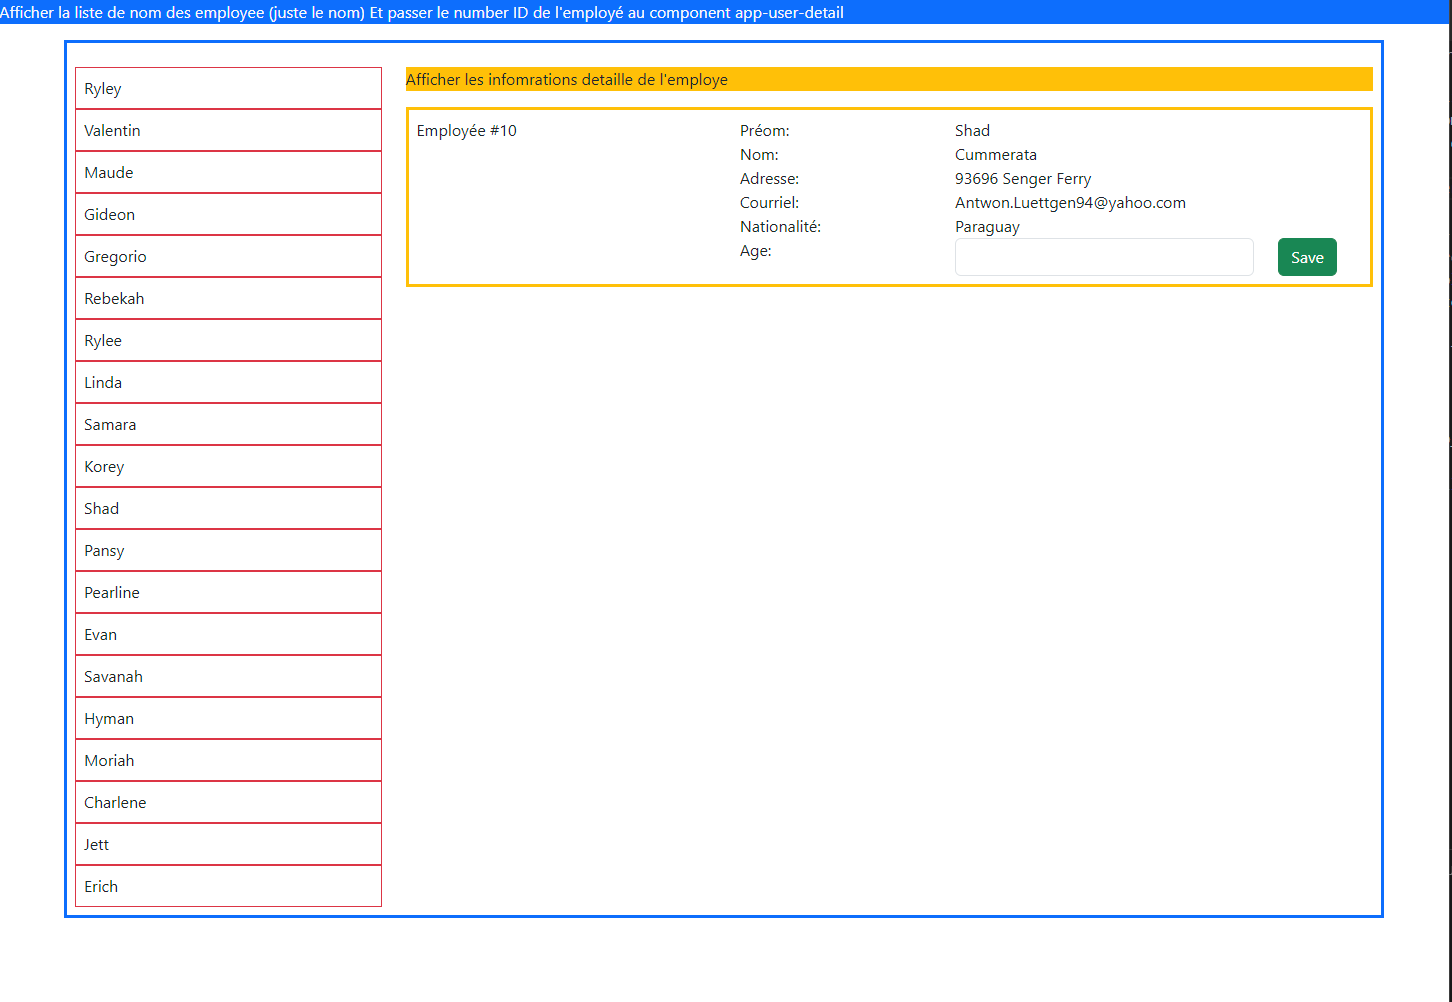 Afficher la liste de nom des employee (juste le nom) Et passer le number ID de l'employé au component app-user-detail
Ryley
Valentin
Maude
Gideon
Gregorio
Rebekah
Rylee
Linda
Samara
Korey
Shad
Pansy
Pearline
Evan
Savanah
Hyman
Moriah
Charlene
Jett
Erich
Afficher les infomrations detaille de l'employe
Employée #10
Préom: Shad
Nom: Cummerata
Adresse: 93696 Senger Ferry
Courriel: Antwon.Luettgen94@yahoo.com
Nationalité: Paraguay
Age: Save